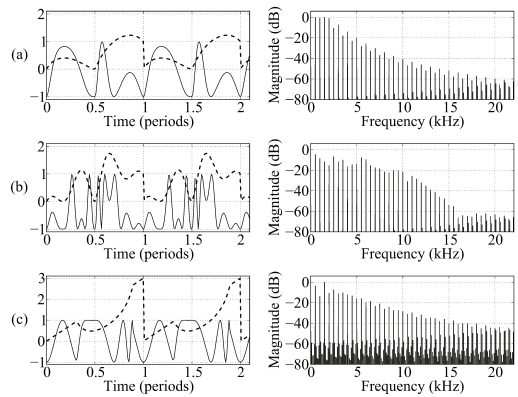 (a)
2
1
0
−1
0 0.5 1 1.5 2
Time (periods)
Magnitude (dB)
0
−20
−40
−60
−80
0 5 10 15 20
Frequency (kHz)
(b)
2
1
0
−1
0 0.5 1 1.5 2
Time (periods)
Magnitude (dB)
0
−20
−40
−60
−80
0 5 10 15 20
Frequency (kHz)
(c)
3
2
1
0
−1
0 0.5 1 1.5 2
Time (periods)
Magnitude (dB)
0
−20
−40
−60
−80
0 5 10 15 20
Frequency (kHz)